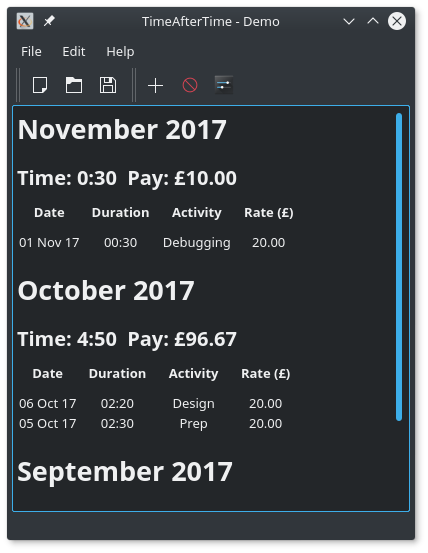 TimeAfterTime - Demo
File Edit Help
November 2017
Time: 0:30 Pay: £10.00
Date Duration Activity Rate (£)
01 Nov 17 00:30 Debugging 20.00
October 2017
Time: 4:50 Pay: £96.67
Date Duration Activity Rate (£)
06 Oct 17 02:20 Design 20.00
05 Oct 17 02:30 Prep 20.00
September 2017